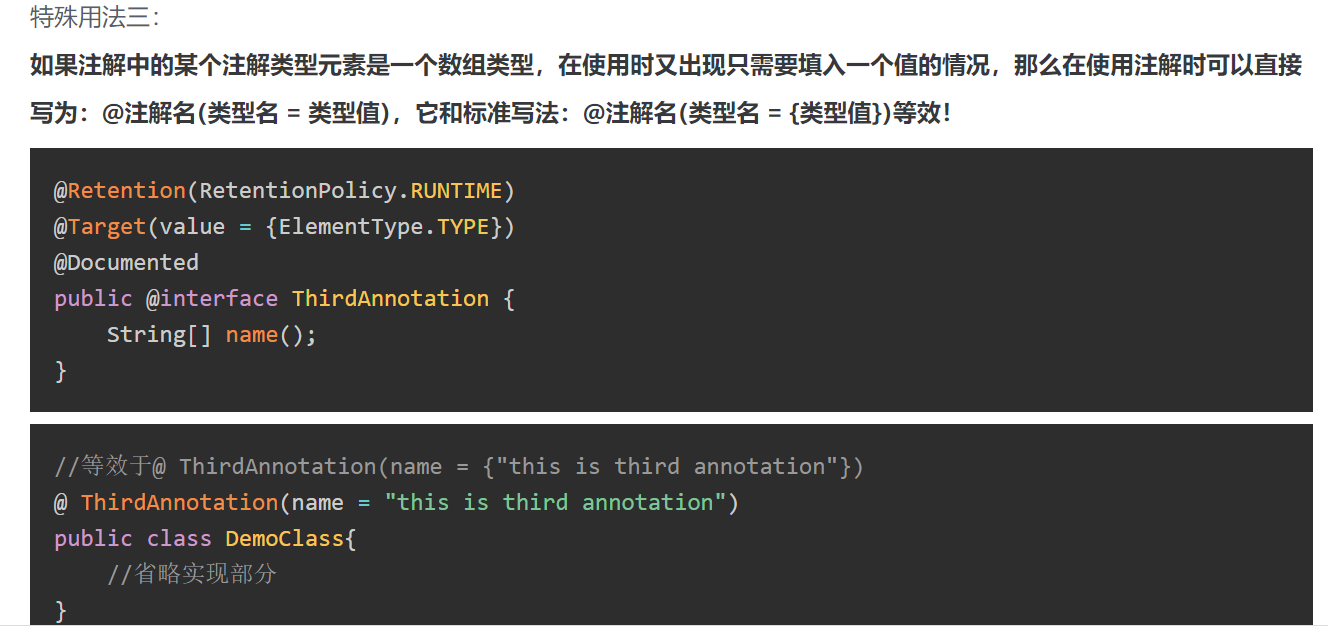 特殊用法三：
如果注解中的某个注解类型元素是一个数组类型，在使用时又出现只需要填入一个值的情况，那么在使用注解时可以直接
写为：@注解名(类型名 = 类型值)，它和标准写法：@注解名(类型名 = {类型值})等效！
@Retention(RetentionPolicy.RUNTIME)
@Target(value = {ElementType.TYPE})
@Documented
public @interface ThirdAnnotation {
    String[] name();
}
//等效于@ ThirdAnnotation(name = {"this is third annotation"})
@ ThirdAnnotation(name = "this is third annotation")
public class DemoClass{
    //省略实现部分
}